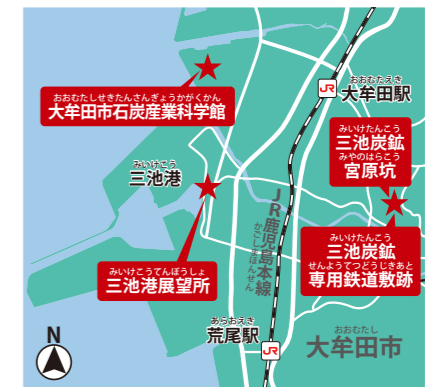 おおむたしせきたんさんぎょうかがくかん
大牟田市石炭産業科学館
JR
おおむたえき
大牟田駅
みいけたんこう
三池炭鉱
みやのはらこう
宮原坑
みいけこう
三池港
JR鹿児島本線
かごしまほんせん
みいけたんこう
三池炭鉱
せんようてつどうじきあと
専用鉄道敷跡
みいけこうてんぼうしょ
三池港展望所
あらおえき
荒尾駅
JR
おおむたし
大牟田市
N